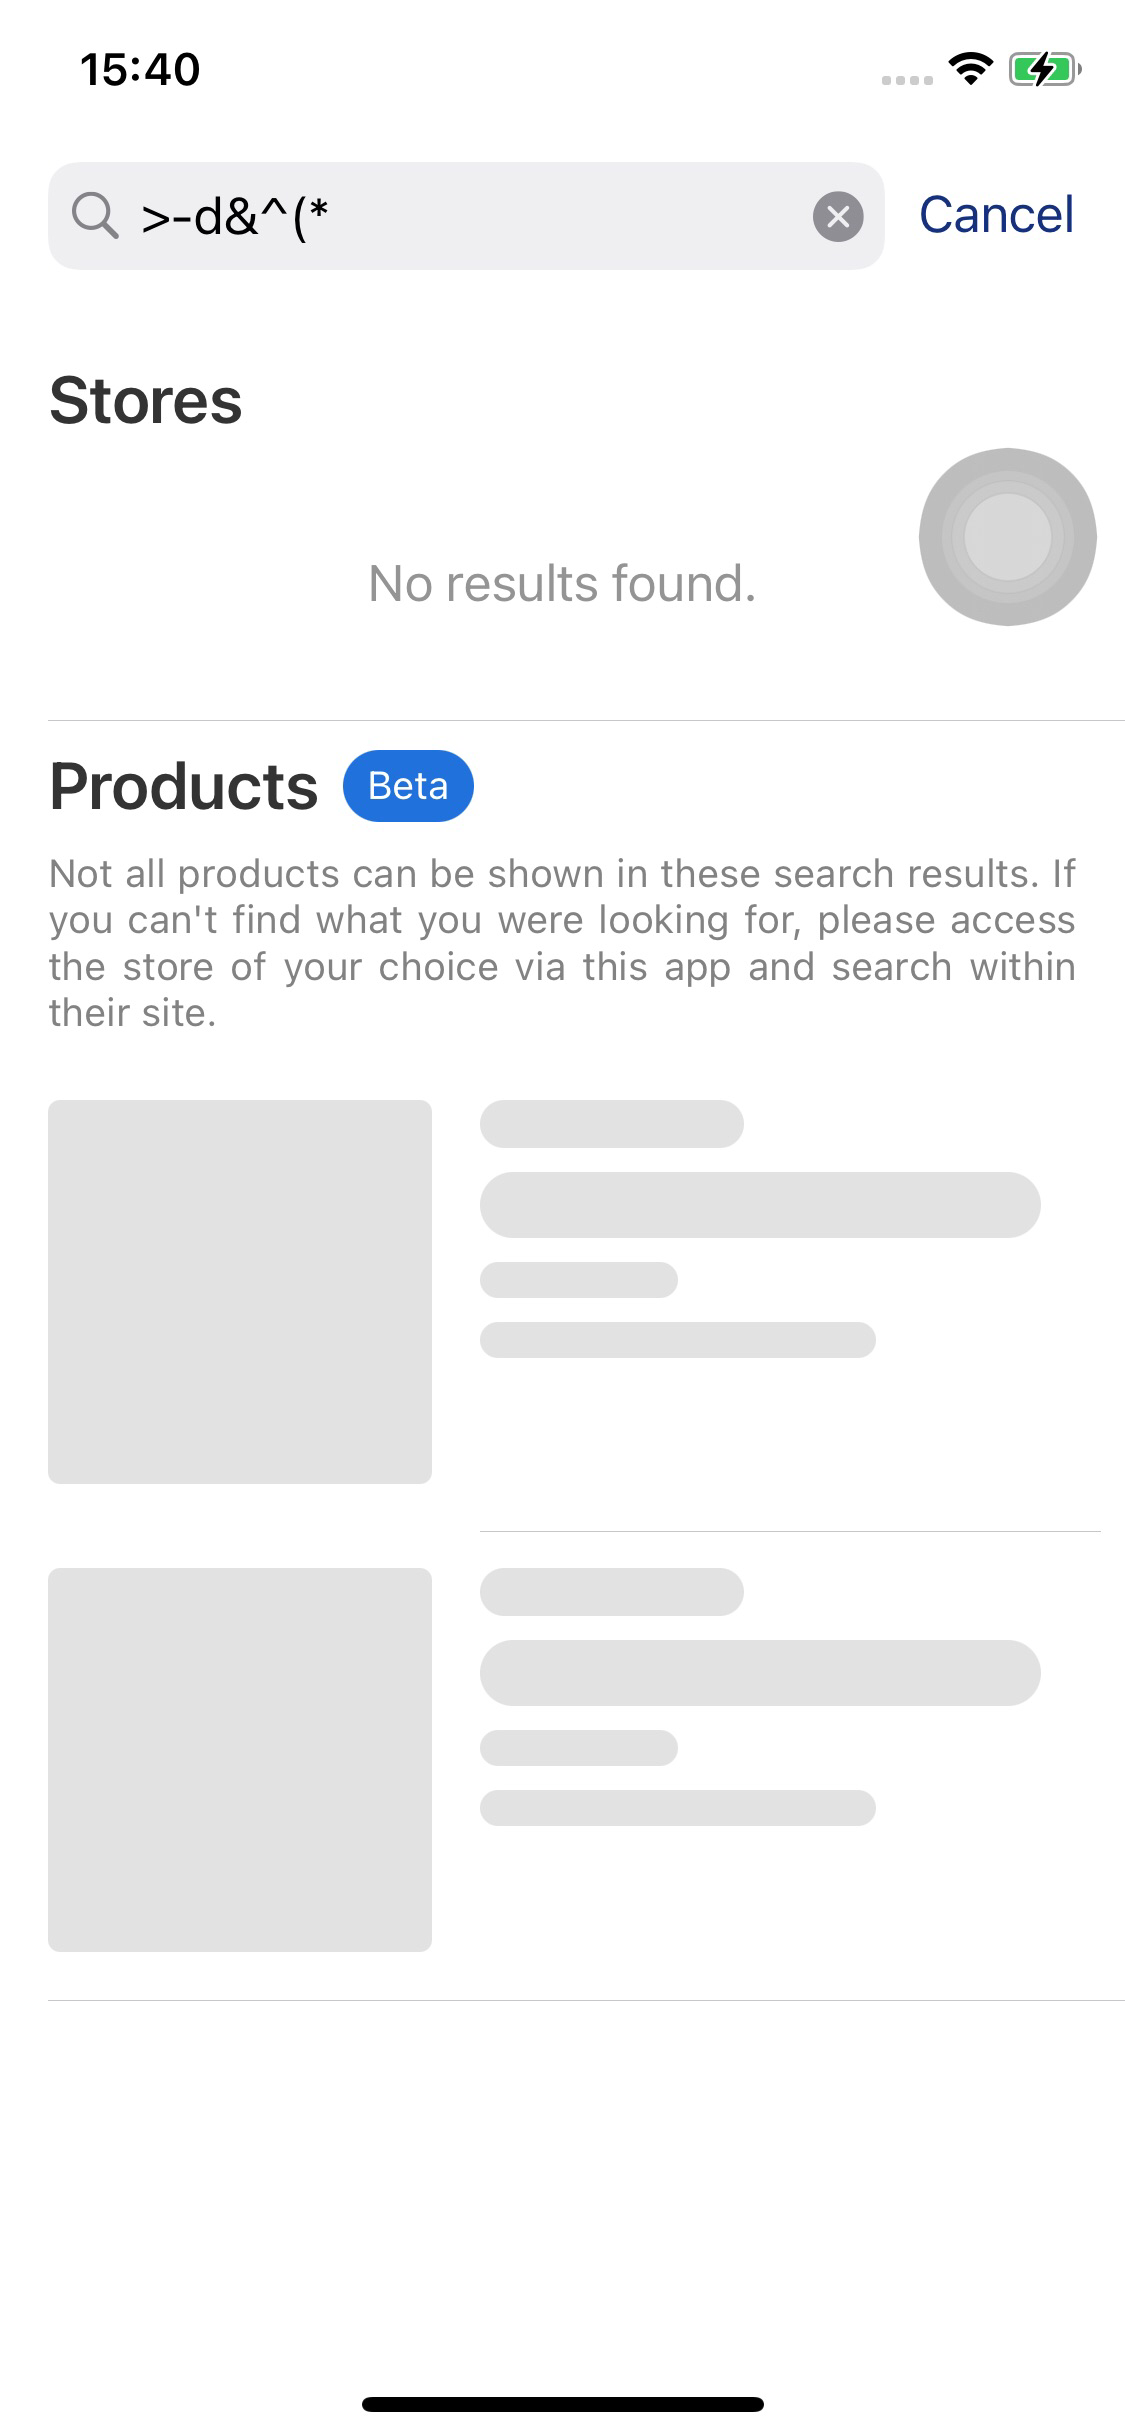 15:40
>-d&^(*
Cancel
Stores
No results found.
Products
Beta
Not all products can be shown in these search results. If
you can't find what you were looking for, please access
the store of your choice via this app and search within
their site.